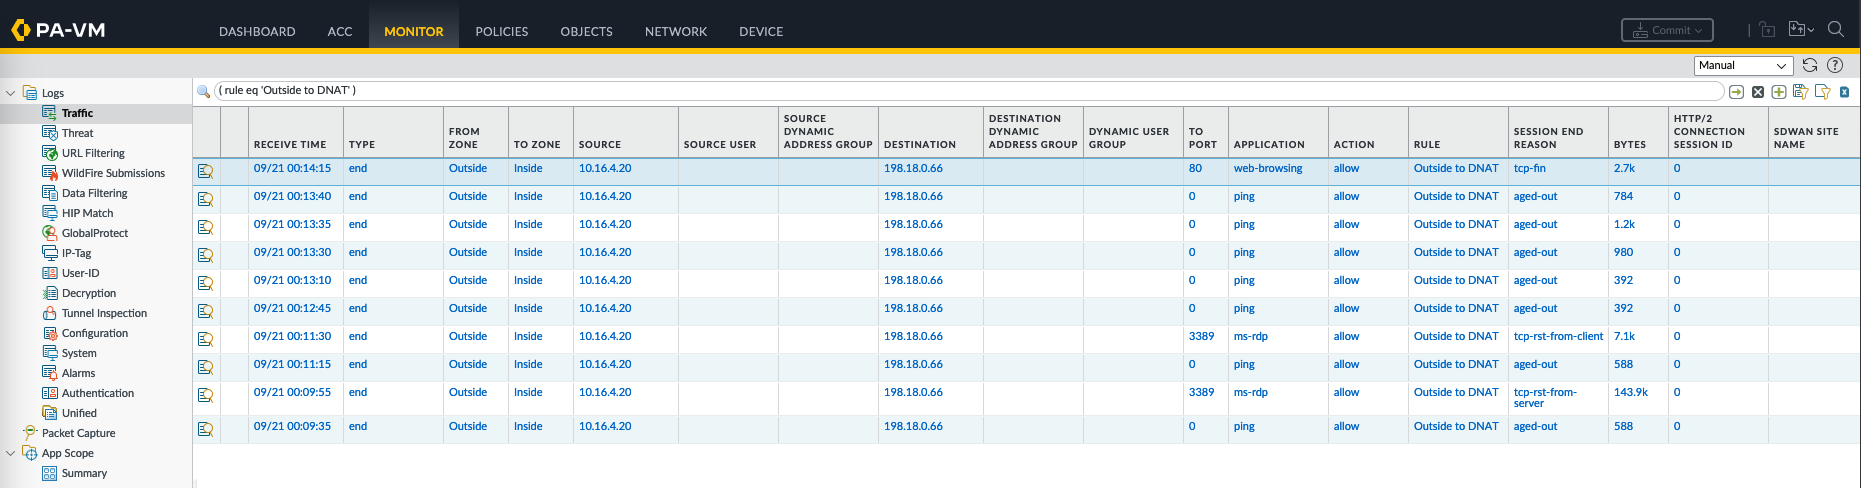 PA-VM
DASHBOARD ACC MONITOR POLICIES OBJECTS NETWORK DEVICE
Commit
Manual
Logs
Traffic
Threat
URL Filtering
WildFire Submissions
Data Filtering
HIP Match
GlobalProtect
IP-Tag
User-ID
Decryption
Tunnel Inspection
Configuration
System
Alarms
Authentication
Unified
Packet Capture
App Scope
Summary
( rule eq 'Outside to DNAT' )
RECEIVE TIME TYPE FROM ZONE TO ZONE SOURCE SOURCE USER SOURCE DYNAMIC ADDRESS GROUP DESTINATION DESTINATION DYNAMIC ADDRESS GROUP DYNAMIC USER GROUP TO PORT APPLICATION ACTION RULE SESSION END REASON BYTES HTTP/2 CONNECTION SESSION ID SDWAN SITE NAME
09/21 00:14:15 end Outside Inside 10.16.4.20 198.18.0.66 80 web-browsing allow Outside to DNAT tcp-fin 2.7k 0
09/21 00:13:40 end Outside Inside 10.16.4.20 198.18.0.66 0 ping allow Outside to DNAT aged-out 784 0
09/21 00:13:35 end Outside Inside 10.16.4.20 198.18.0.66 0 ping allow Outside to DNAT aged-out 1.2k 0
09/21 00:13:30 end Outside Inside 10.16.4.20 198.18.0.66 0 ping allow Outside to DNAT aged-out 980 0
09/21 00:13:10 end Outside Inside 10.16.4.20 198.18.0.66 0 ping allow Outside to DNAT aged-out 392 0
09/21 00:12:45 end Outside Inside 10.16.4.20 198.18.0.66 0 ping allow Outside to DNAT aged-out 392 0
09/21 00:11:30 end Outside Inside 10.16.4.20 198.18.0.66 3389 ms-rdp allow Outside to DNAT tcp-rst-from-client 7.1k 0
09/21 00:11:15 end Outside Inside 10.16.4.20 198.18.0.66 0 ping allow Outside to DNAT aged-out 588 0
09/21 00:09:55 end Outside Inside 10.16.4.20 198.18.0.66 3389 ms-rdp allow Outside to DNAT tcp-rst-from-server 143.9k 0
09/21 00:09:35 end Outside Inside 10.16.4.20 198.18.0.66 0 ping allow Outside to DNAT aged-out 588 0